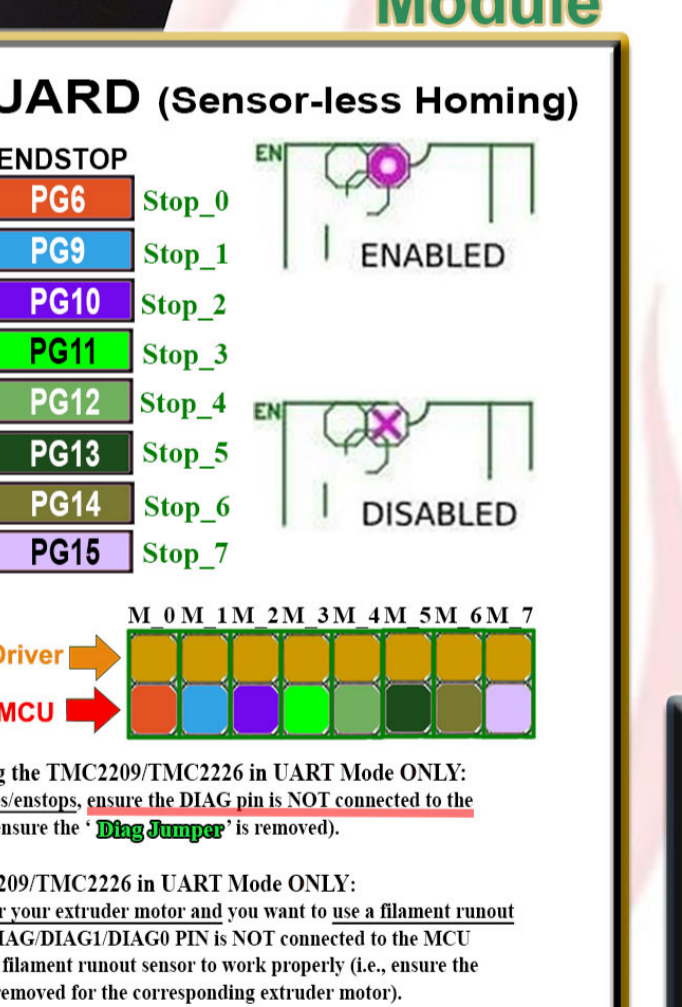 Module
UARD (Sensor-less Homing)
ENDSTOP
PG6 Stop_0
PG9 Stop_1
PG10 Stop_2
PG11 Stop_3
PG12 Stop_4
PG13 Stop_5
PG14 Stop_6
PG15 Stop_7
EN
ENABLED
EN
DISABLED
M_0 M_1 M_2 M_3 M_4 M_5 M_6 M_7
Driver
MCU
g the TMC2209/TMC2226 in UART Mode ONLY:
s/enstops, ensure the DIAG pin is NOT connected to the
ensure the ‘ Diag Jumper ’ is removed).
209/TMC2226 in UART Mode ONLY:
r your extruder motor and you want to use a filament runout
IAG/DIAG1/DIAG0 PIN is NOT connected to the MCU
filament runout sensor to work properly (i.e., ensure the
removed for the corresponding extruder motor).